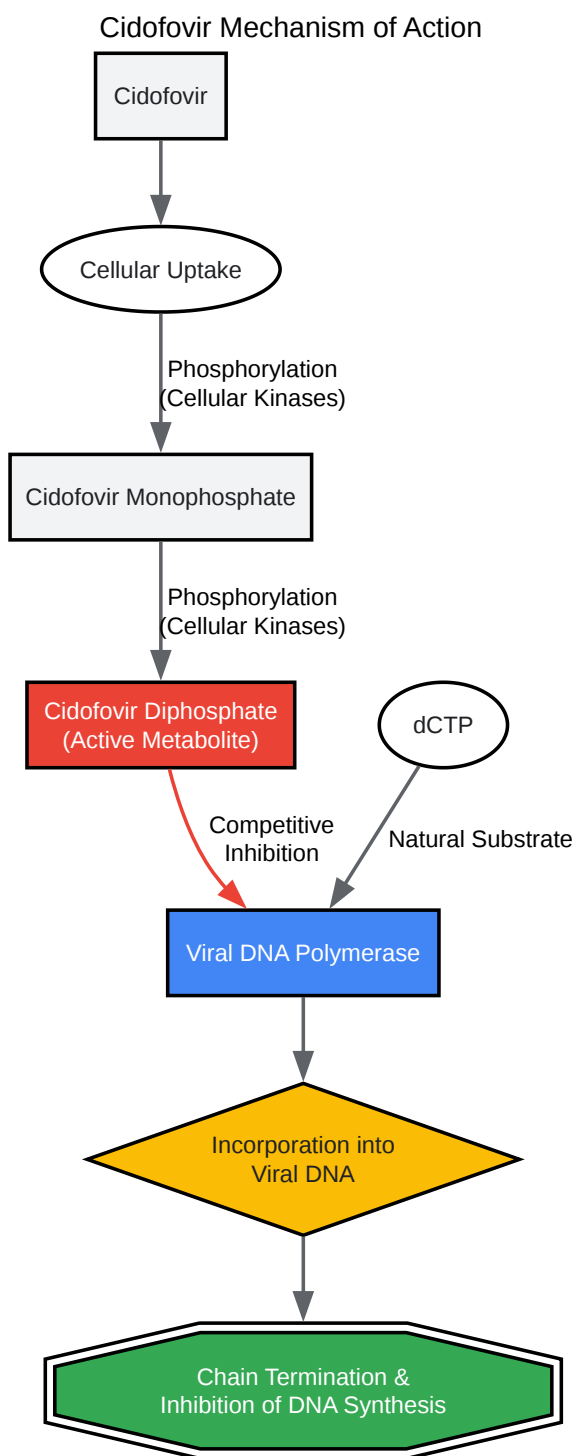 Cidofovir Mechanism of Action
Cidofovir
Cellular Uptake
Phosphorylation
(Cellular Kinases)
Cidofovir Monophosphate
Phosphorylation
(Cellular Kinases)
Cidofovir Diphosphate
(Active Metabolite)
dCTP
Competitive
Inhibition
Natural Substrate
Viral DNA Polymerase
Incorporation into
Viral DNA
Chain Termination &
Inhibition of DNA Synthesis